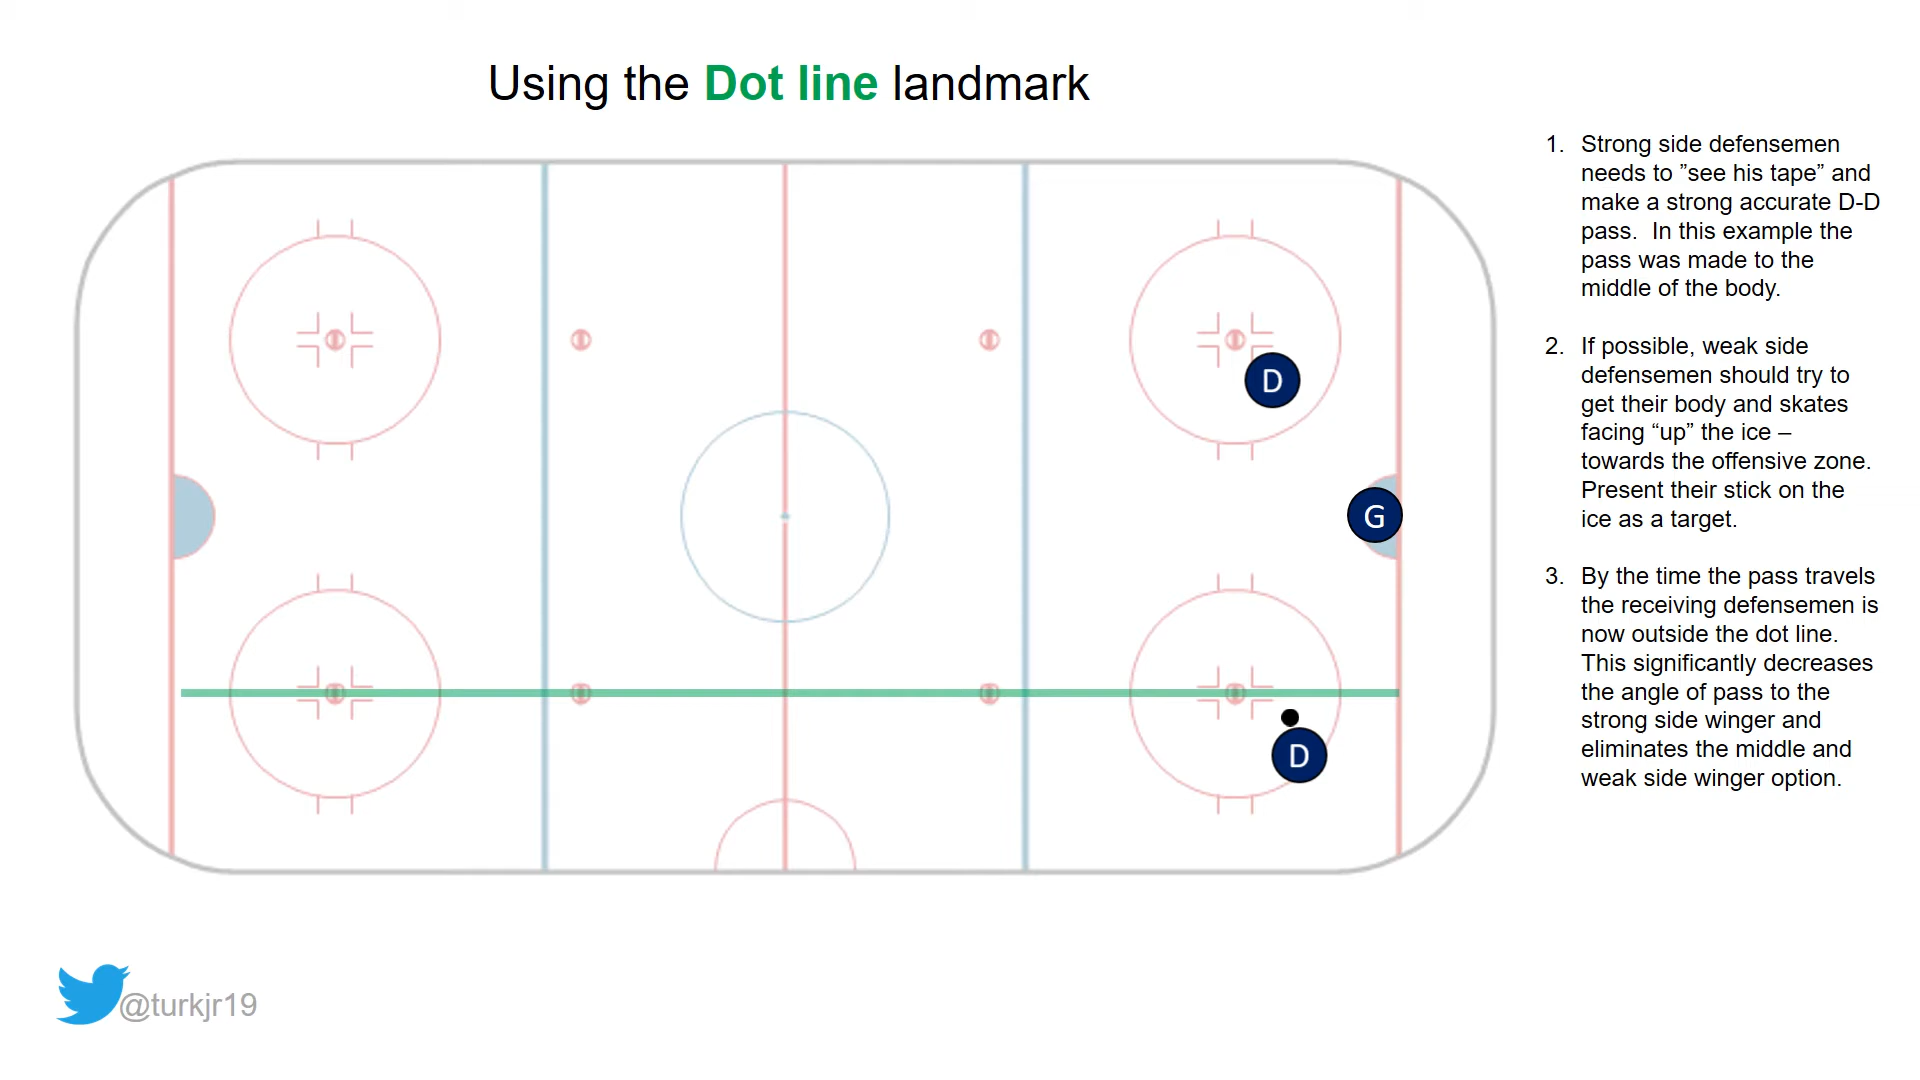 Using the Dot line landmark
1. Strong side defensemen
needs to ”see his tape” and
make a strong accurate D-D
pass.  In this example the
pass was made to the
middle of the body.
2. If possible, weak side
defensemen should try to
get their body and skates
facing “up” the ice –
towards the offensive zone.
Present their stick on the
ice as a target.
3. By the time the pass travels
the receiving defensemen is
now outside the dot line.
This significantly decreases
the angle of pass to the
strong side winger and
eliminates the middle and
weak side winger option.
D
G
D
@turkjr19